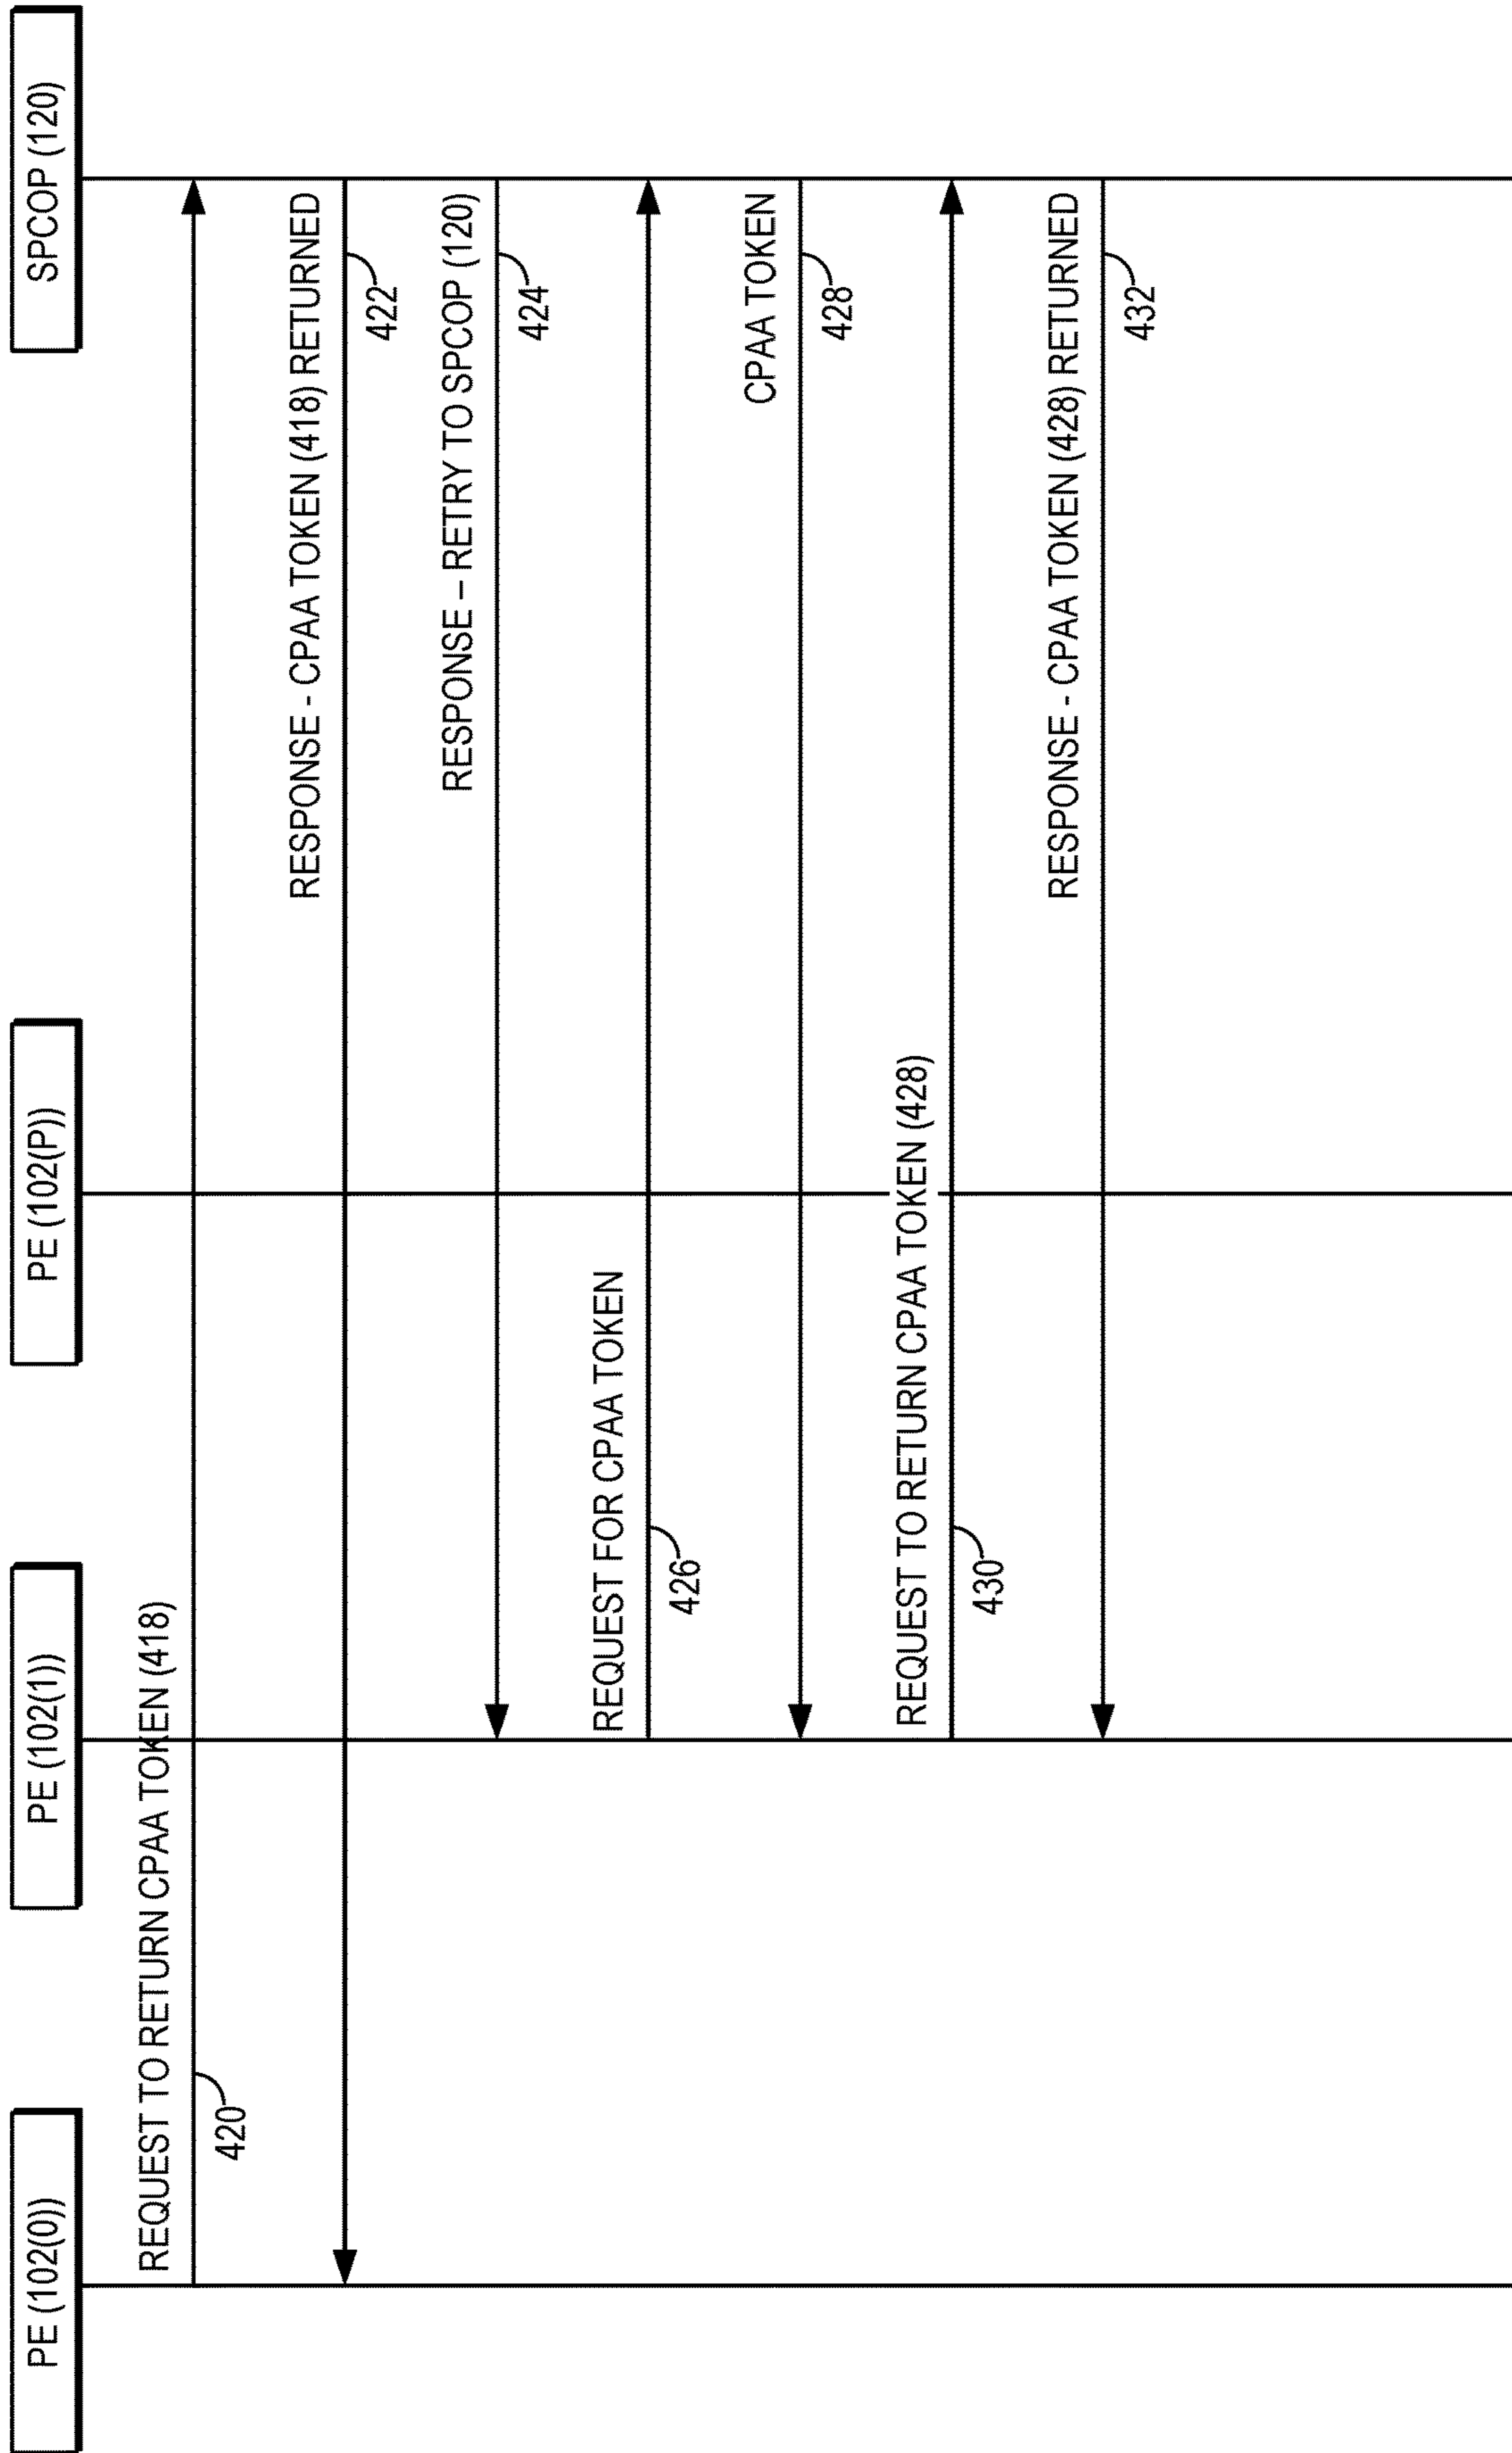 PE (102(0))
PE (102(1))
PE (102(P))
SPCOP (120)
REQUEST TO RETURN CPAA TOKEN (418)
420
RESPONSE - CPAA TOKEN (418) RETURNED
422
RESPONSE – RETRY TO SPCOP (120)
424
REQUEST FOR CPAA TOKEN
426
CPAA TOKEN
428
REQUEST TO RETURN CPAA TOKEN (428)
430
RESPONSE - CPAA TOKEN (428) RETURNED
432